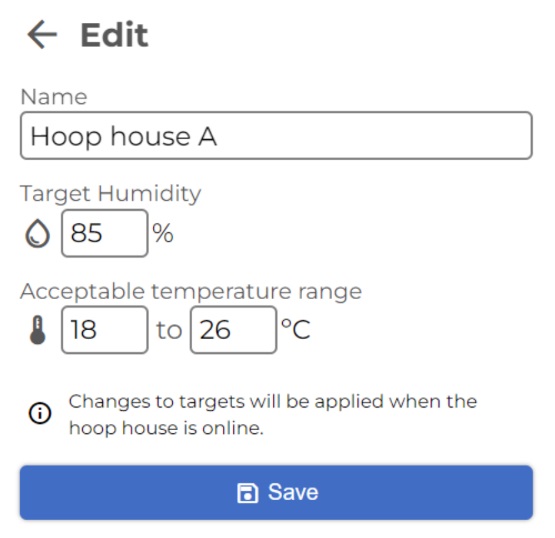 Edit
Name
Hoop house A
Target Humidity
85 %
Acceptable temperature range
18 to 26 °C
Changes to targets will be applied when the
hoop house is online.
Save